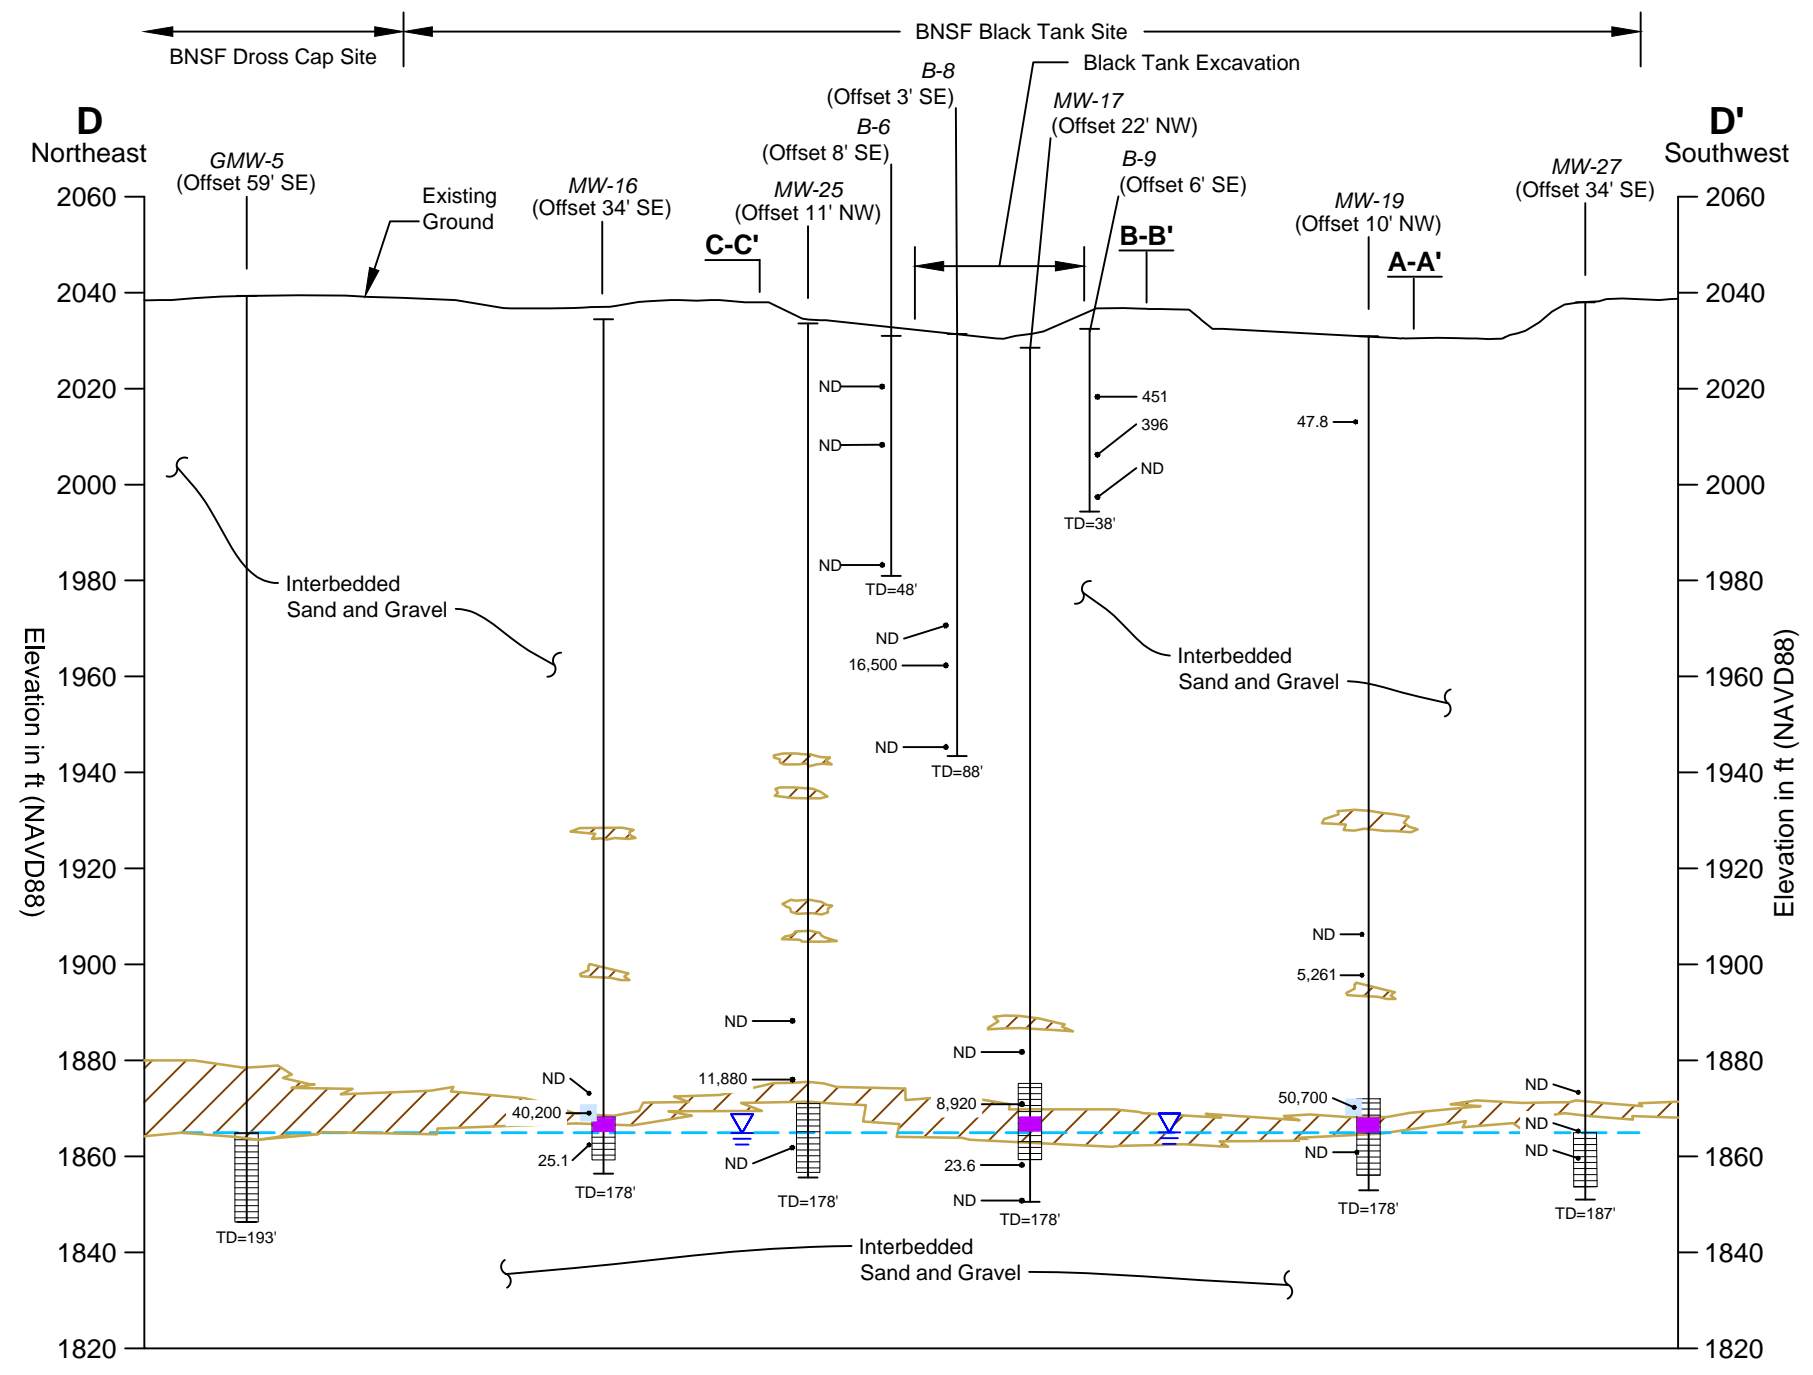 BNSF Dross Cap Site
BNSF Black Tank Site
Black Tank Excavation
D
Northeast
D'
Southwest
GMW-5
(Offset 59' SE)
Existing
Ground
MW-16
(Offset 34' SE)
MW-25
(Offset 11' NW)
C-C'
B-6
(Offset 8' SE)
B-8
(Offset 3' SE)
MW-17
(Offset 22' NW)
B-9
(Offset 6' SE)
B-B'
MW-19
(Offset 10' NW)
A-A'
MW-27
(Offset 34' SE)
Elevation in ft (NAVD88)
2060
2040
2020
2000
1980
1960
1940
1920
1900
1880
1860
1840
1820
2060
2040
2020
2000
1980
1960
1940
1920
1900
1880
1860
1840
1820
Elevation in ft (NAVD88)
Interbedded
Sand and Gravel
Interbedded
Sand and Gravel
Interbedded
Sand and Gravel
TD=193'
ND
40,200
25.1
TD=178'
ND
11,880
ND
TD=178'
ND
ND
ND
TD=48'
ND
16,500
ND
TD=88'
ND
8,920
23.6
ND
TD=178'
451
396
ND
TD=38'
47.8
ND
5,261
50,700
ND
TD=178'
ND
ND
ND
TD=187'